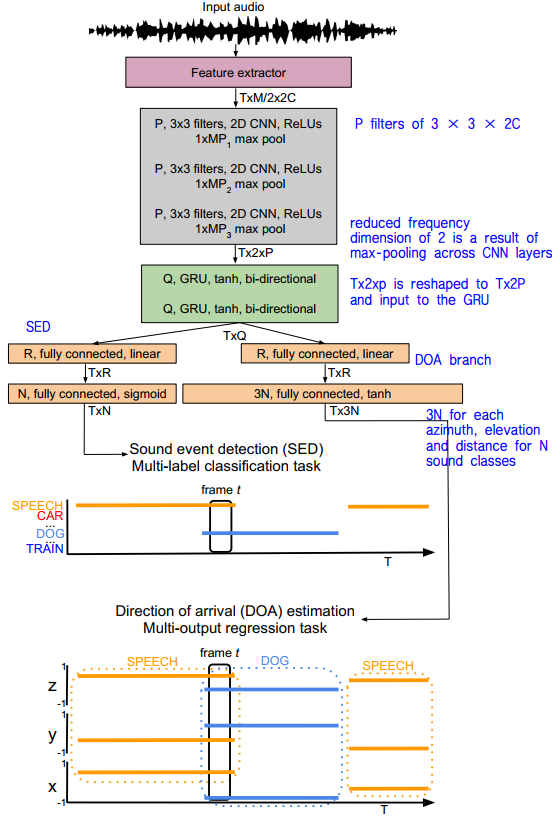 Input audio
Feature extractor
TxM/2x2C
P, 3x3 filters, 2D CNN, ReLUs
1xMP1 max pool
P filters of 3 × 3 × 2C
P, 3x3 filters, 2D CNN, ReLUs
1xMP2 max pool
P, 3x3 filters, 2D CNN, ReLUs
1xMP3 max pool
reduced frequency
dimension of 2 is a result of
max-pooling across CNN layers
Tx2xP
Q, GRU, tanh, bi-directional
Q, GRU, tanh, bi-directional
Tx2xp is reshaped to Tx2P
and input to the GRU
SED
TxQ
R, fully connected, linear
R, fully connected, linear
DOA branch
TxR
TxR
N, fully connected, sigmoid
3N, fully connected, tanh
TxN
Tx3N
3N for each
azimuth, elevation
and distance for N
sound classes
Sound event detection (SED)
Multi-label classification task
frame t
SPEECH
CAR
...
DOG
...
TRAIN
T
Direction of arrival (DOA) estimation
Multi-output regression task
frame t
SPEECH
DOG
SPEECH
1
z
-1
1
y
-1
1
x
-1
T